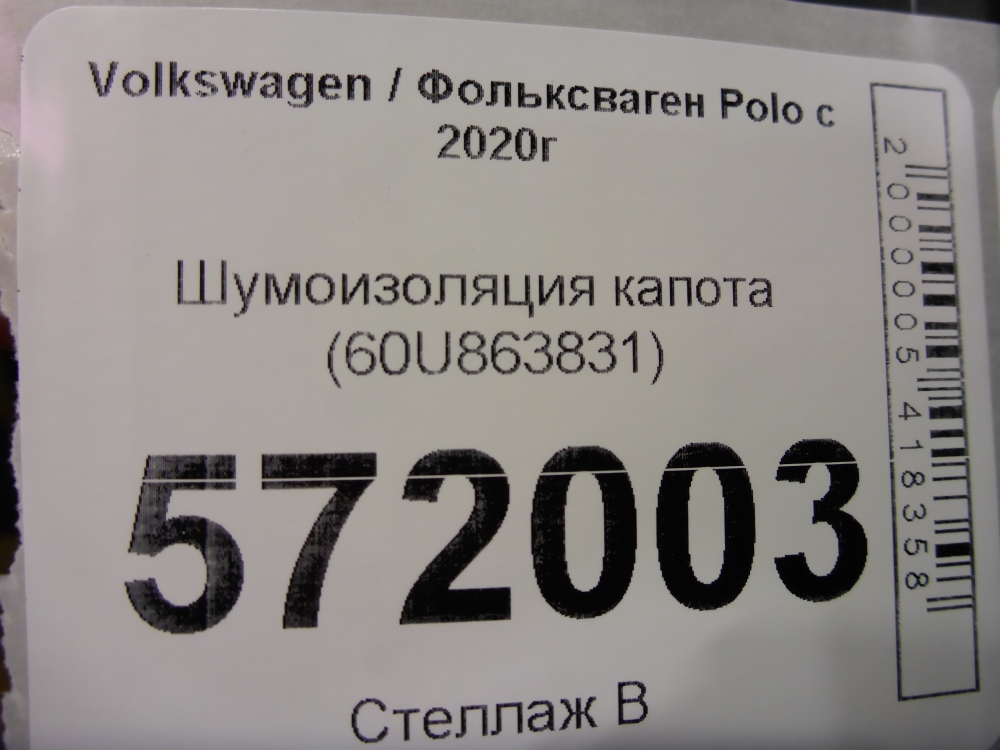 Volkswagen / Фольксваген Polo с
2020г
Шумоизоляция капота
(60U863831)
572003
Стеллаж В
2000005418358